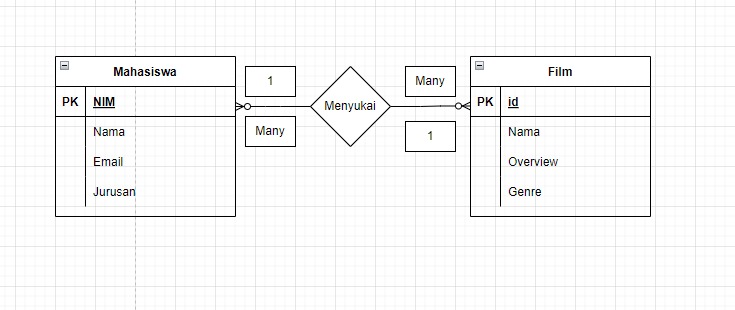 Mahasiswa
PK NIM
Nama
Email
Jurusan
1
Many
Menyukai
Many
1
Film
PK id
Nama
Overview
Genre